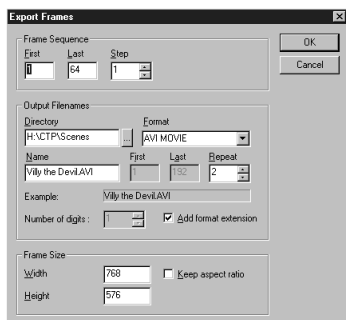 Export Frames
Frame Sequence
First Last Step
1 64 1
OK
Cancel
Output Filenames
Directory Format
H:\CTP\Scenes ... AVI MOVIE
Name First Last Repeat
Villy the Devil.AVI 1 192 2
Example: Villy the Devil.AVI
Number of digits : 1 Add format extension
Frame Size
Width 768 Keep aspect ratio
Height 576